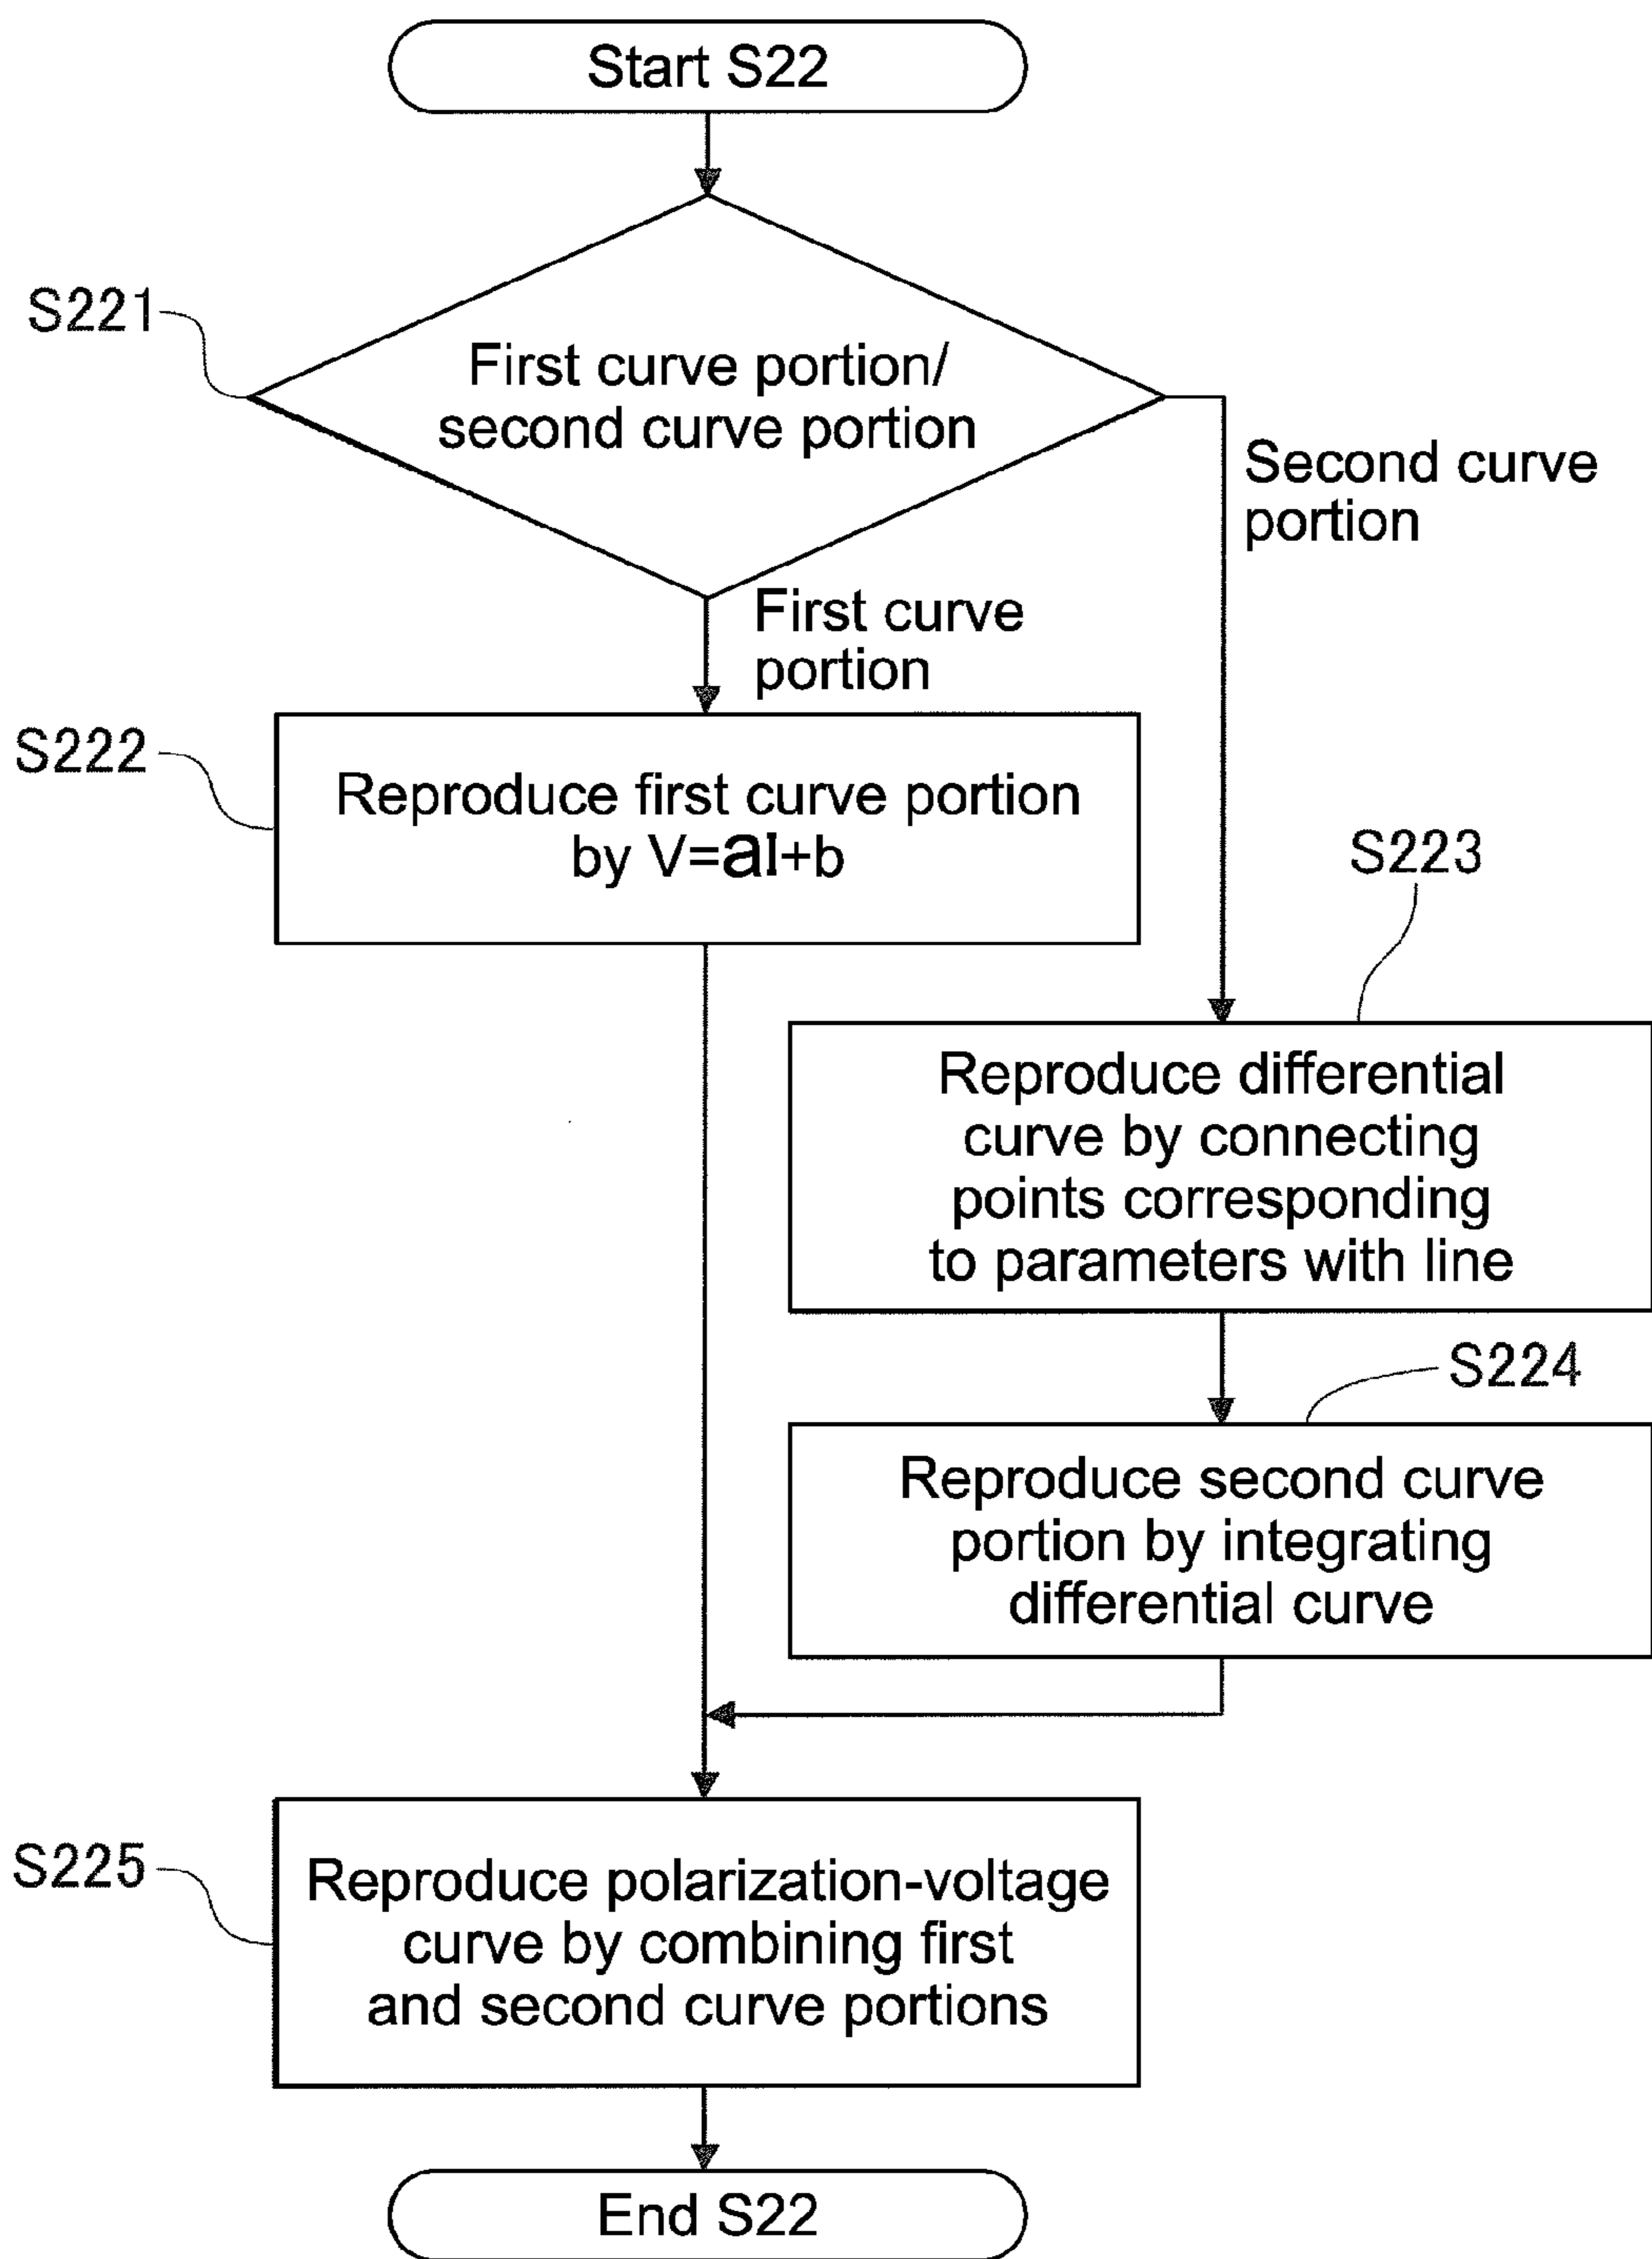 Start S22
S221
First curve portion/
second curve portion
Second curve
portion
First curve
portion
S222
Reproduce first curve portion
by V=aI+b
S223
Reproduce differential
curve by connecting
points corresponding
to parameters with line
S224
Reproduce second curve
portion by integrating
differential curve
S225
Reproduce polarization-voltage
curve by combining first
and second curve portions
End S22